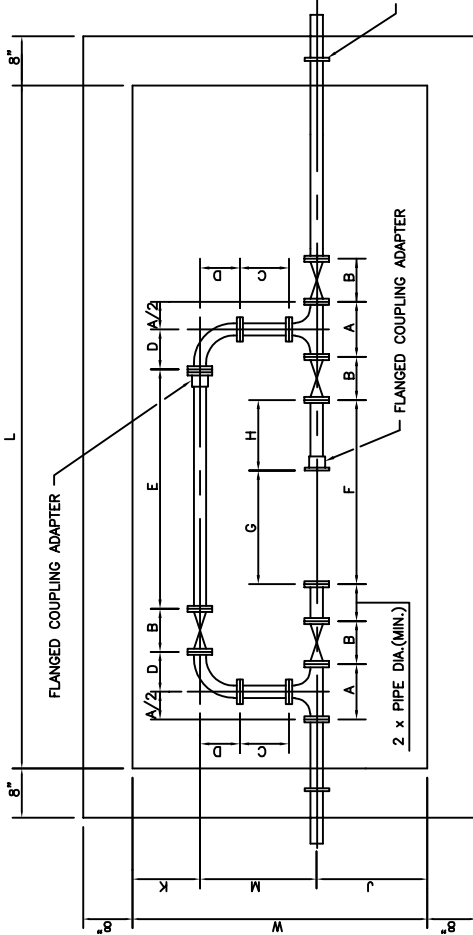 L
8"
8"
FLANGED COUPLING ADAPTER
A/2
D
B
E
D
A/2
D
C
D
C
K
M
J
W
8"
8"
A
B
2 x PIPE DIA.(MIN.)
G
H
F
B
A
B
FLANGED COUPLING ADAPTER